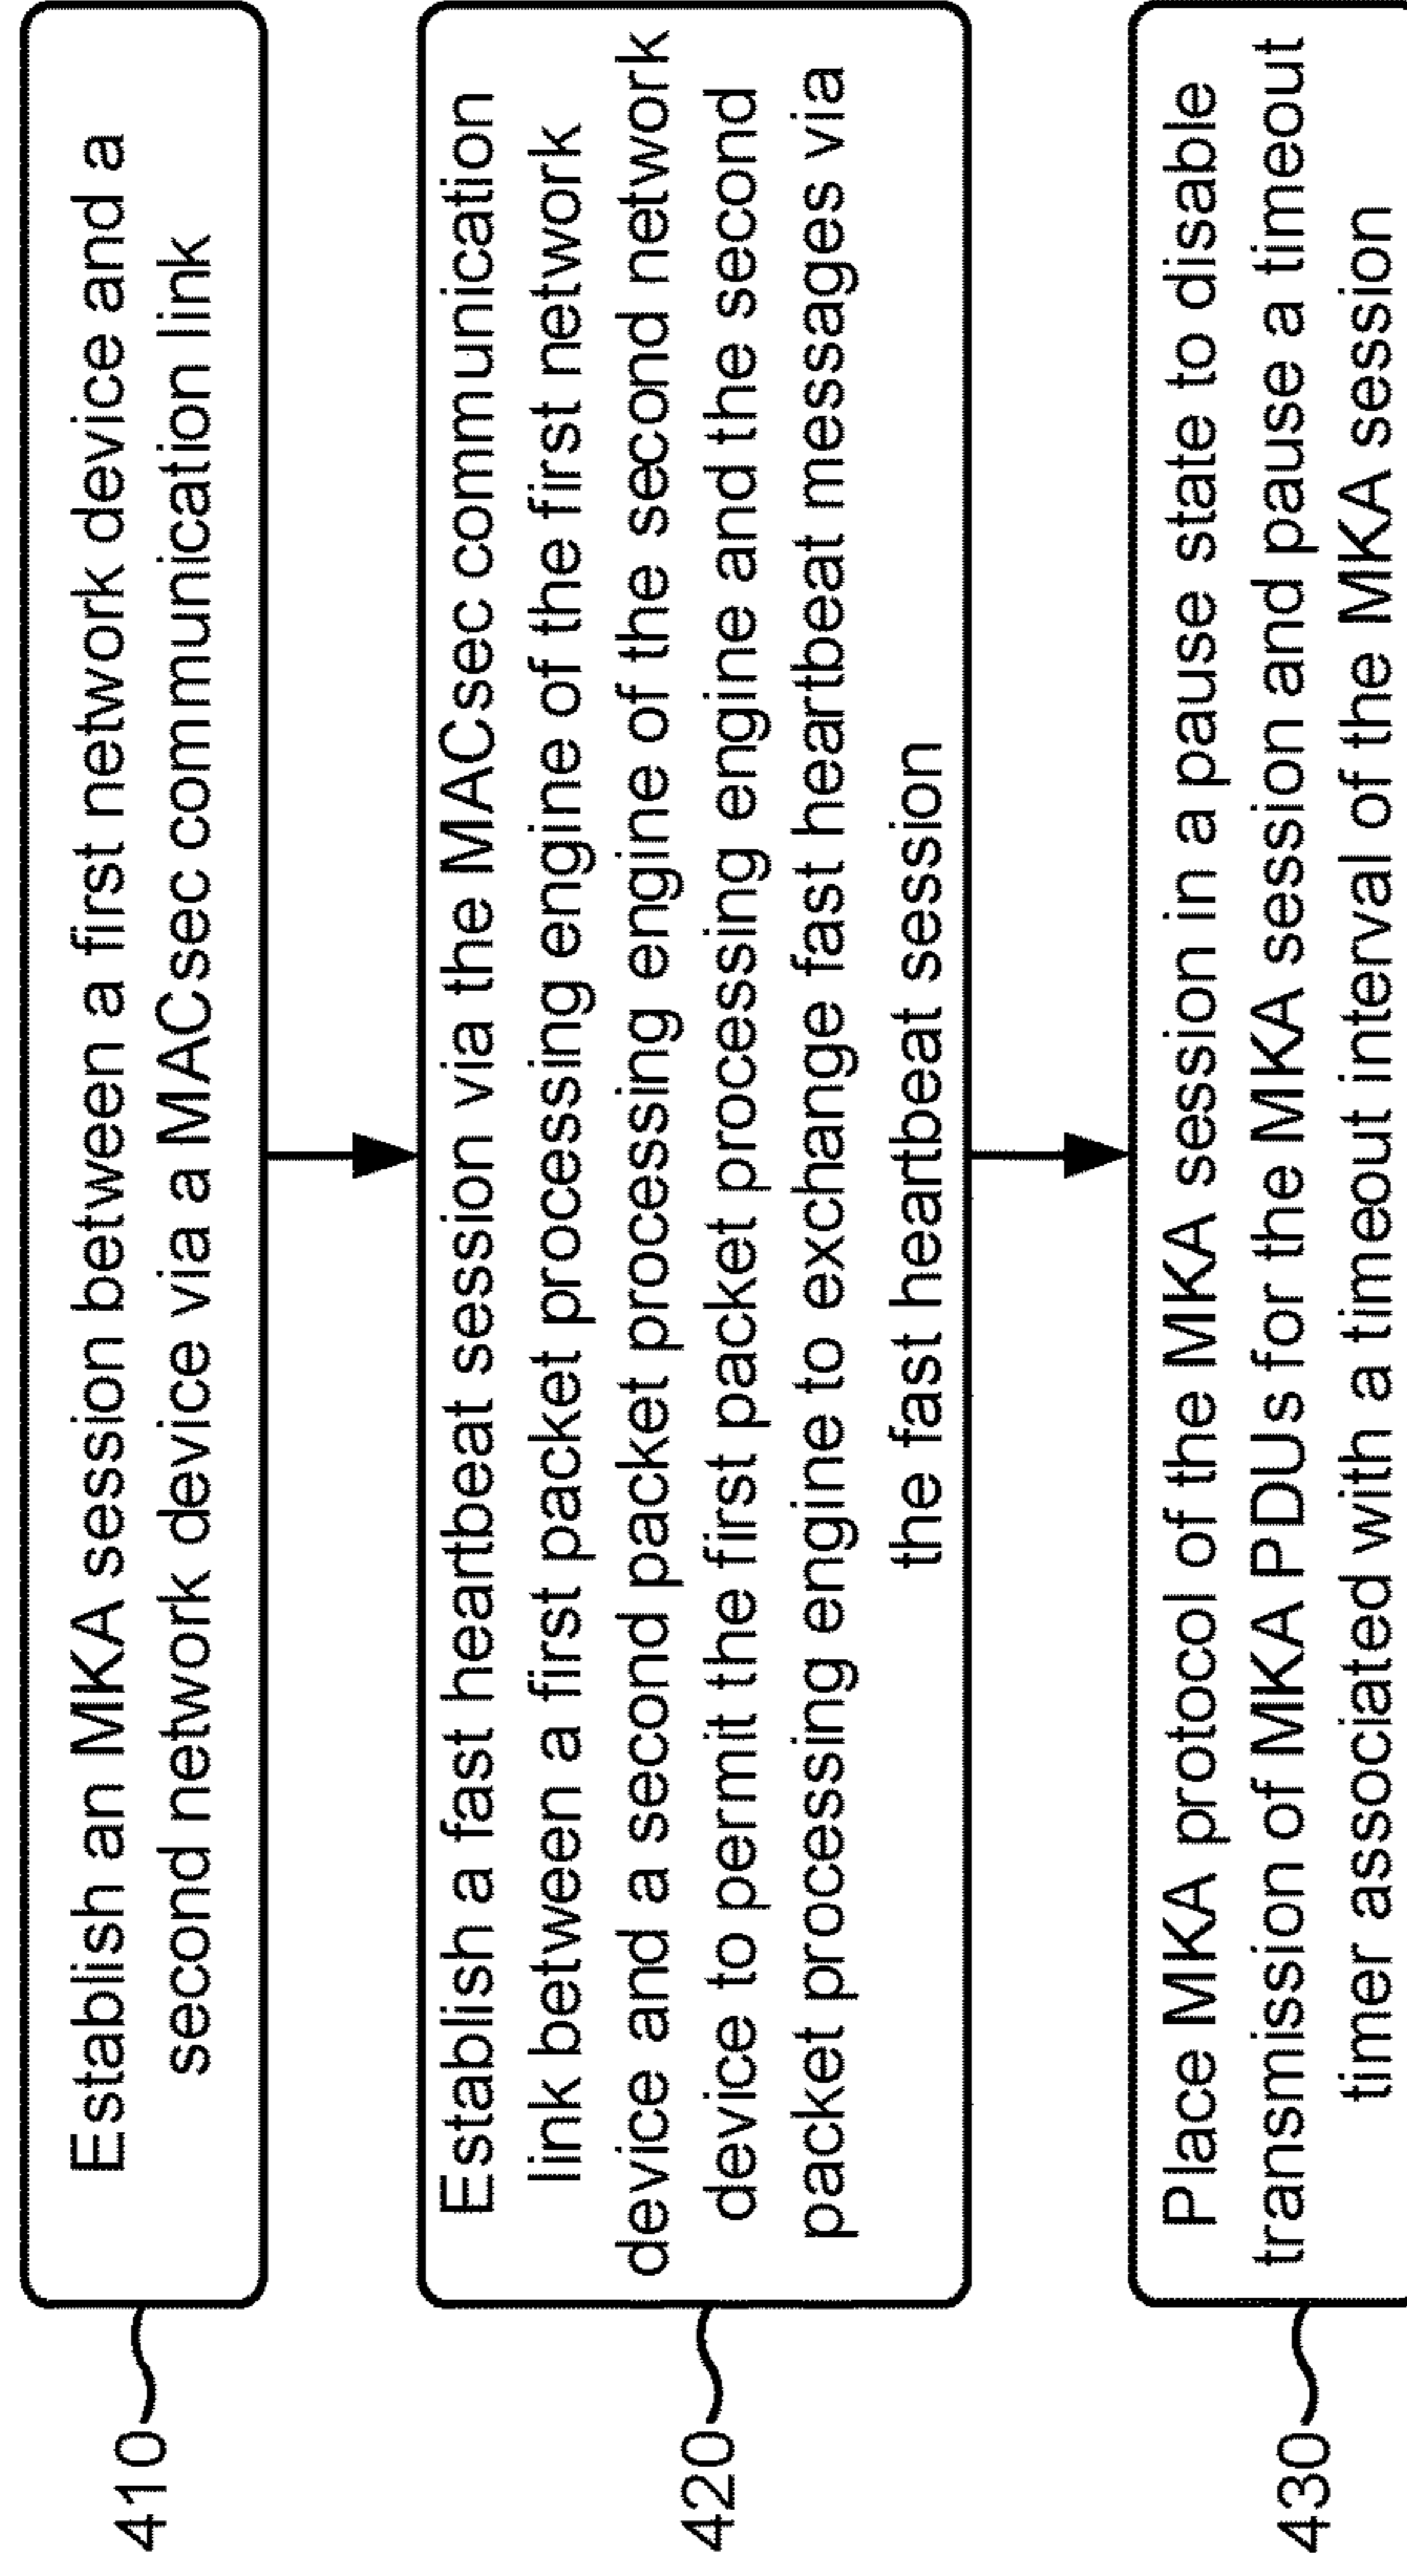 410
Establish an MKA session between a first network device and a
second network device via a MACsec communication link
420
Establish a fast heartbeat session via the MACsec communication
link between a first packet processing engine of the first network
device and a second packet processing engine of the second network
device to permit the first packet processing engine and the second
packet processing engine to exchange fast heartbeat messages via
the fast heartbeat session
430
Place MKA protocol of the MKA session in a pause state to disable
transmission of MKA PDUs for the MKA session and pause a timeout
timer associated with a timeout interval of the MKA session